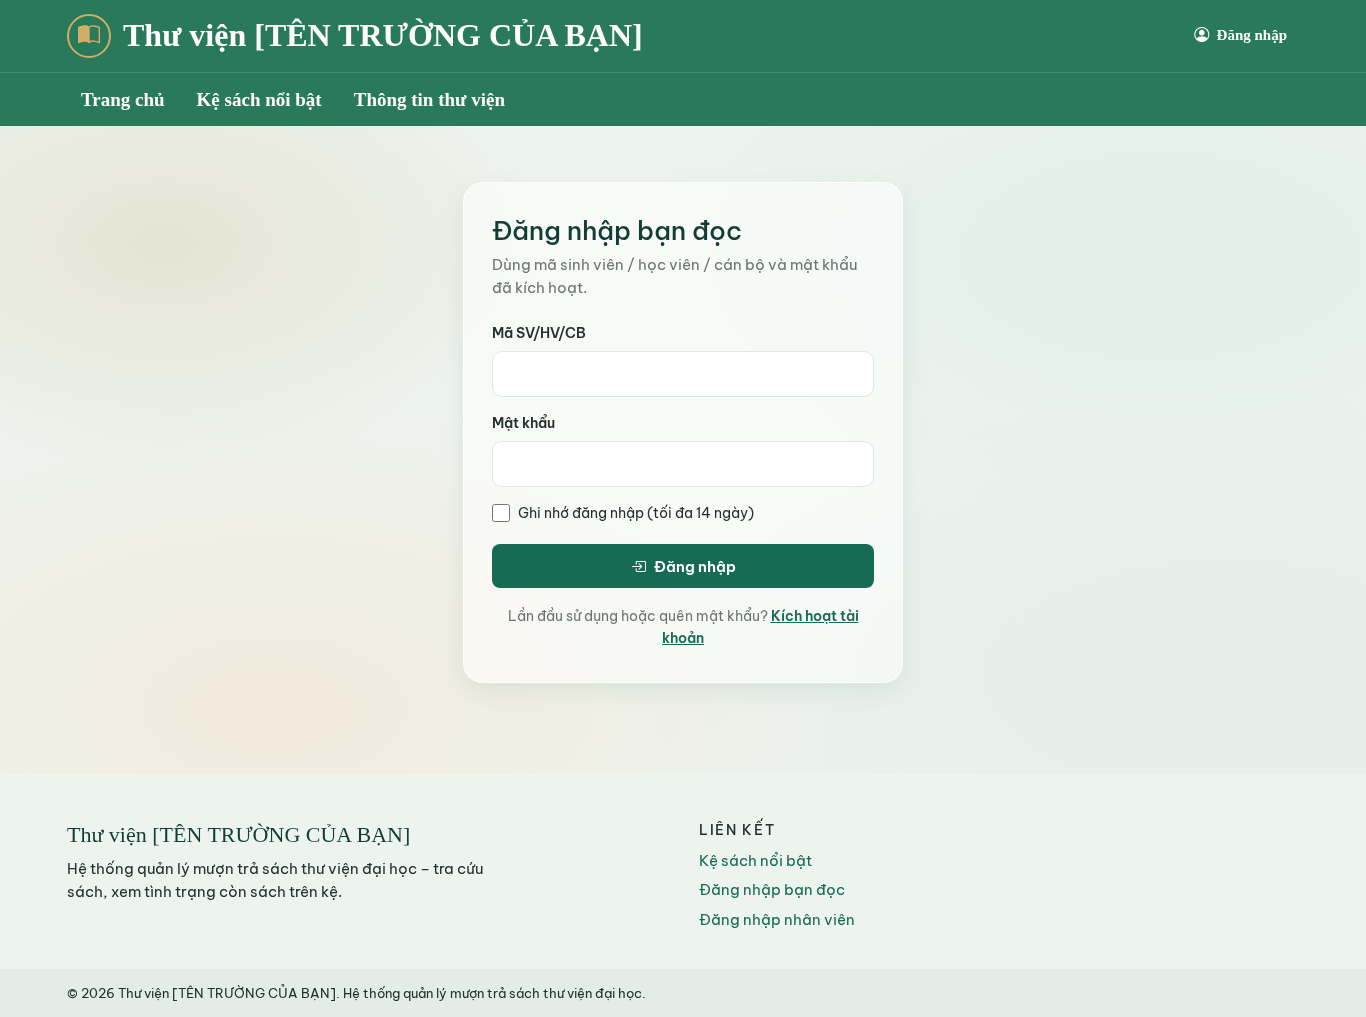 Thư viện [TÊN TRƯỜNG CỦA BẠN]
Đăng nhập
Trang chủ
Kệ sách nổi bật
Thông tin thư viện
Đăng nhập bạn đọc
Dùng mã sinh viên / học viên / cán bộ và mật khẩu
đã kích hoạt.
Mã SV/HV/CB
Mật khẩu
Ghi nhớ đăng nhập (tối đa 14 ngày)
Đăng nhập
Lần đầu sử dụng hoặc quên mật khẩu? Kích hoạt tài
khoản
Thư viện [TÊN TRƯỜNG CỦA BẠN]
Hệ thống quản lý mượn trả sách thư viện đại học – tra cứu
sách, xem tình trạng còn sách trên kệ.
LIÊN KẾT
Kệ sách nổi bật
Đăng nhập bạn đọc
Đăng nhập nhân viên
© 2026 Thư viện [TÊN TRƯỜNG CỦA BẠN]. Hệ thống quản lý mượn trả sách thư viện đại học.